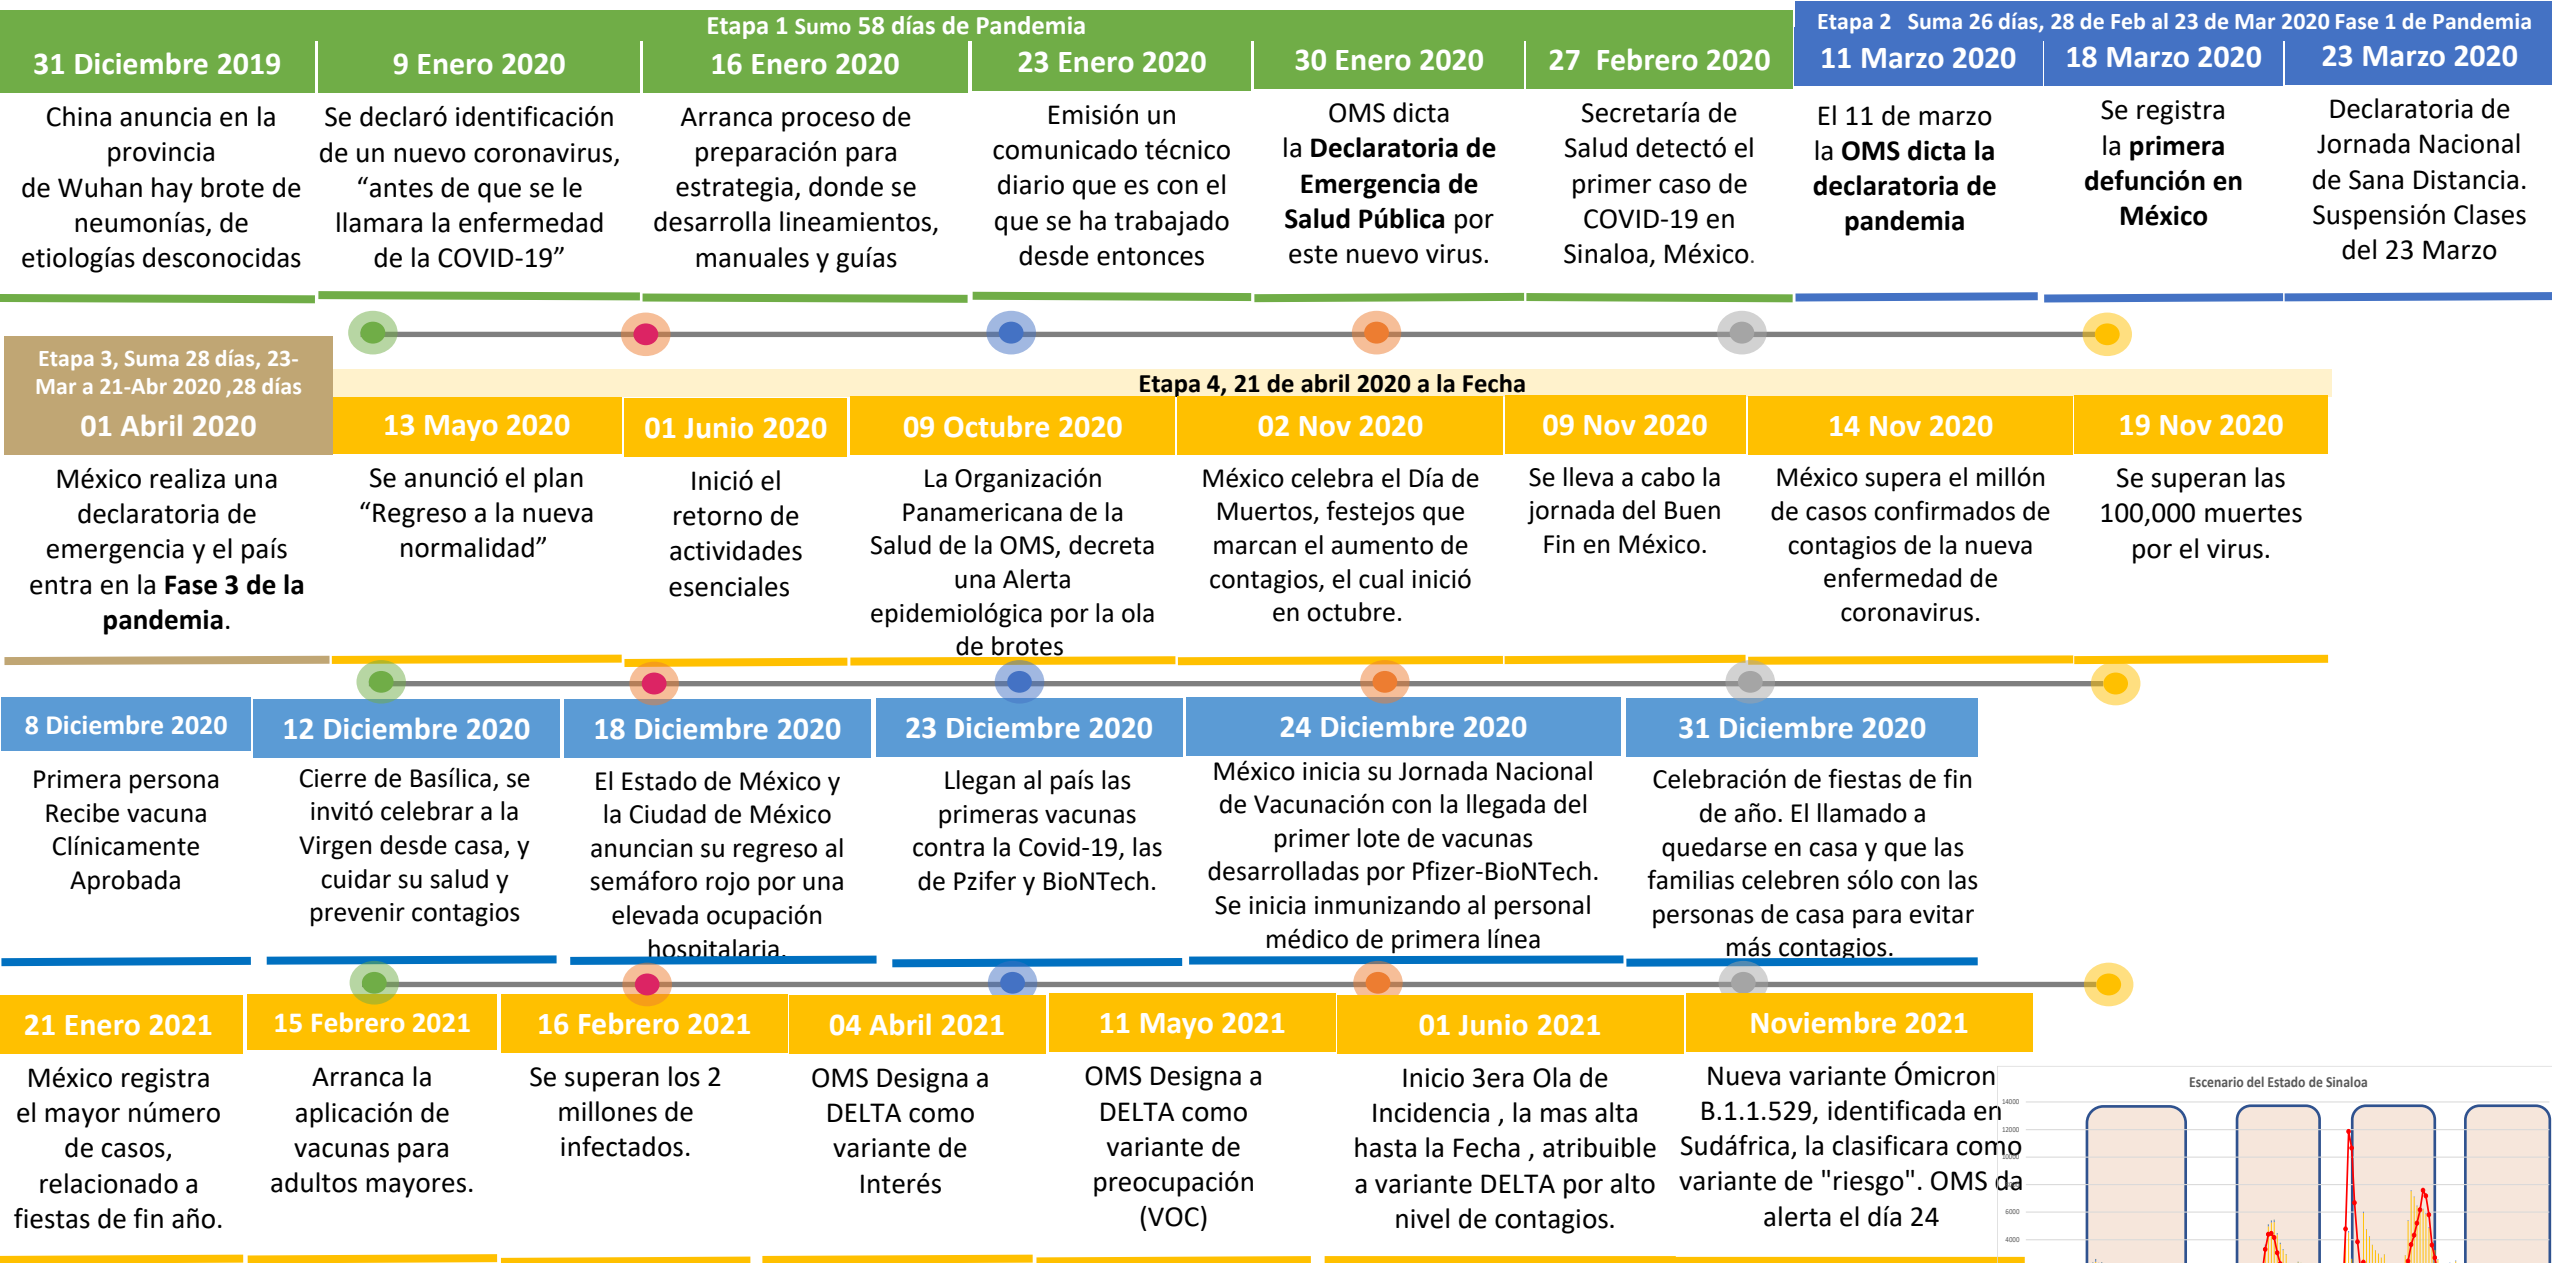 Etapa 1 Sumo 58 días de Pandemia
31 Diciembre 2019
China anuncia en la
provincia
de Wuhan hay brote de
neumonías, de
etiologías desconocidas
9 Enero 2020
Se declaró identificación
de un nuevo coronavirus,
“antes de que se le
llamara la enfermedad
de la COVID-19”
16 Enero 2020
Arranca proceso de
preparación para
estrategia, donde se
desarrolla lineamientos,
manuales y guías
23 Enero 2020
Emisión un
comunicado técnico
diario que es con el
que se ha trabajado
desde entonces
30 Enero 2020
OMS dicta
la Declaratoria de
Emergencia de
Salud Pública por
este nuevo virus.
27 Febrero 2020
Secretaría de
Salud detectó el
primer caso de
COVID-19 en
Sinaloa, México.
Etapa 2 Suma 26 días, 28 de Feb al 23 de Mar 2020 Fase 1 de Pandemia
11 Marzo 2020
El 11 de marzo
la OMS dicta la
declaratoria de
pandemia
18 Marzo 2020
Se registra
la primera
defunción en
México
23 Marzo 2020
Declaratoria de
Jornada Nacional
de Sana Distancia.
Suspensión Clases
del 23 Marzo
Etapa 3, Suma 28 días, 23-
Mar a 21-Abr 2020 ,28 días
01 Abril 2020
México realiza una
declaratoria de
emergencia y el país
entra en la Fase 3 de la
pandemia.
Etapa 4, 21 de abril 2020 a la Fecha
13 Mayo 2020
Se anunció el plan
“Regreso a la nueva
normalidad”
01 Junio 2020
Inició el
retorno de
actividades
esenciales
09 Octubre 2020
La Organización
Panamericana de la
Salud de la OMS, decreta
una Alerta
epidemiológica por la ola
de brotes
02 Nov 2020
México celebra el Día de
Muertos, festejos que
marcan el aumento de
contagios, el cual inició
en octubre.
09 Nov 2020
Se lleva a cabo la
jornada del Buen
Fin en México.
14 Nov 2020
México supera el millón
de casos confirmados de
contagios de la nueva
enfermedad de
coronavirus.
19 Nov 2020
Se superan las
100,000 muertes
por el virus.
8 Diciembre 2020
Primera persona
Recibe vacuna
Clínicamente
Aprobada
12 Diciembre 2020
Cierre de Basílica, se
invitó celebrar a la
Virgen desde casa, y
cuidar su salud y
prevenir contagios
18 Diciembre 2020
El Estado de México y
la Ciudad de México
anuncian su regreso al
semáforo rojo por una
elevada ocupación
hospitalaria.
23 Diciembre 2020
Llegan al país las
primeras vacunas
contra la Covid-19, las
de Pzifer y BioNTech.
24 Diciembre 2020
México inicia su Jornada Nacional
de Vacunación con la llegada del
primer lote de vacunas
desarrolladas por Pfizer-BioNTech.
Se inicia inmunizando al personal
médico de primera línea
31 Diciembre 2020
Celebración de fiestas de fin
de año. El llamado a
quedarse en casa y que las
familias celebren sólo con las
personas de casa para evitar
más contagios.
21 Enero 2021
México registra
el mayor número
de casos,
relacionado a
fiestas de fin año.
15 Febrero 2021
Arranca la
aplicación de
vacunas para
adultos mayores.
16 Febrero 2021
Se superan los 2
millones de
infectados.
04 Abril 2021
OMS Designa a
DELTA como
variante de
Interés
11 Mayo 2021
OMS Designa a
DELTA como
variante de
preocupación
(VOC)
01 Junio 2021
Inicio 3era Ola de
Incidencia , la mas alta
hasta la Fecha , atribuible
a variante DELTA por alto
nivel de contagios.
Noviembre 2021
Nueva variante Ómicron
B.1.1.529, identificada en
Sudáfrica, la clasificara como
variante de "riesgo". OMS da
alerta el día 24
Escenario del Estado de Sinaloa
14000
12000
10000
6000
4000